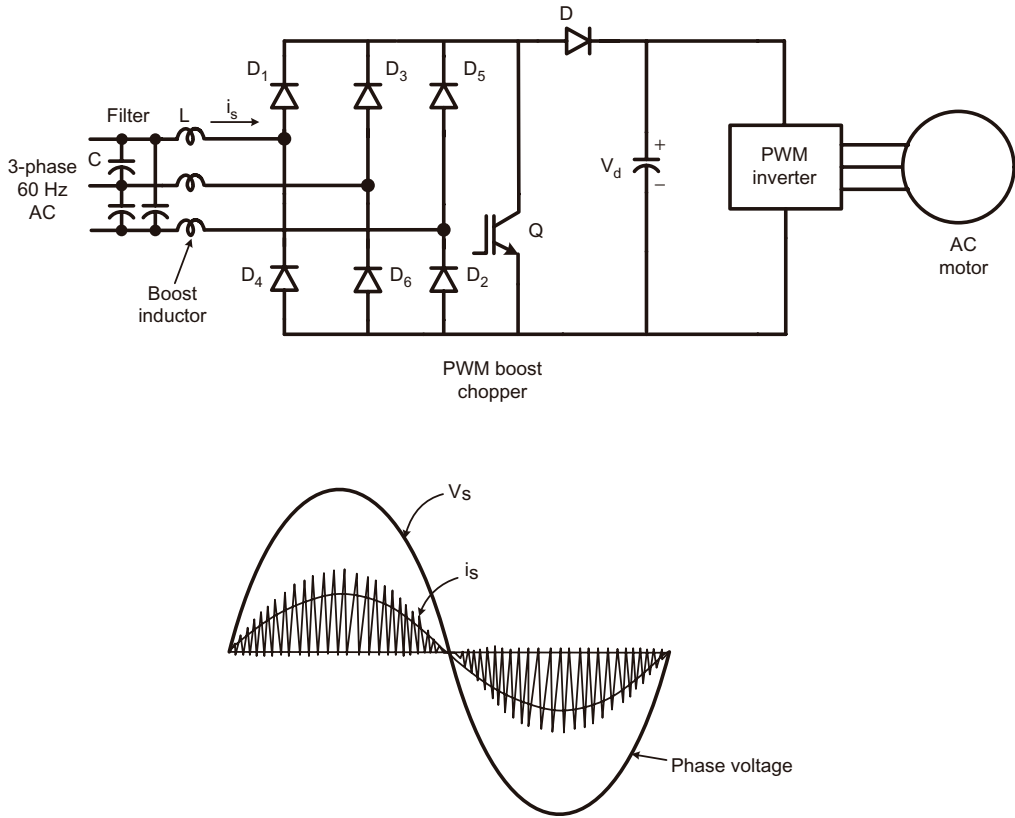 D
D₁
D₃
D₅
Filter
L
iₛ
C
3-phase
60 Hz
AC
V_d
+
−
PWM
inverter
Q
AC
motor
D₄
D₆
D₂
Boost
inductor
PWM boost
chopper
Vₛ
iₛ
Phase voltage